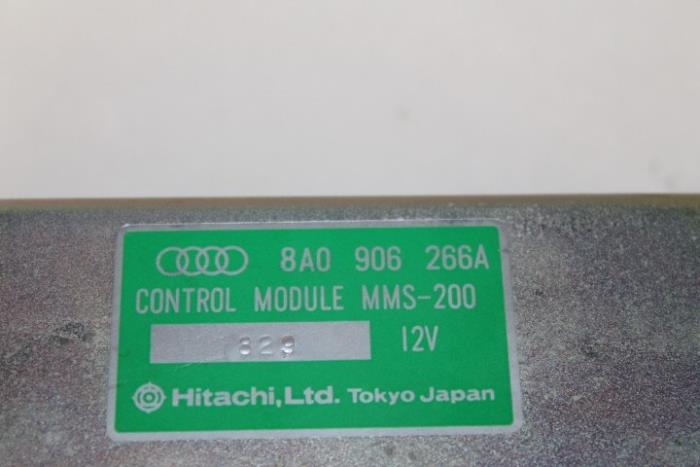 8A0 906 266A
CONTROL MODULE MMS-200
829 12V
Hitachi, Ltd. Tokyo Japan